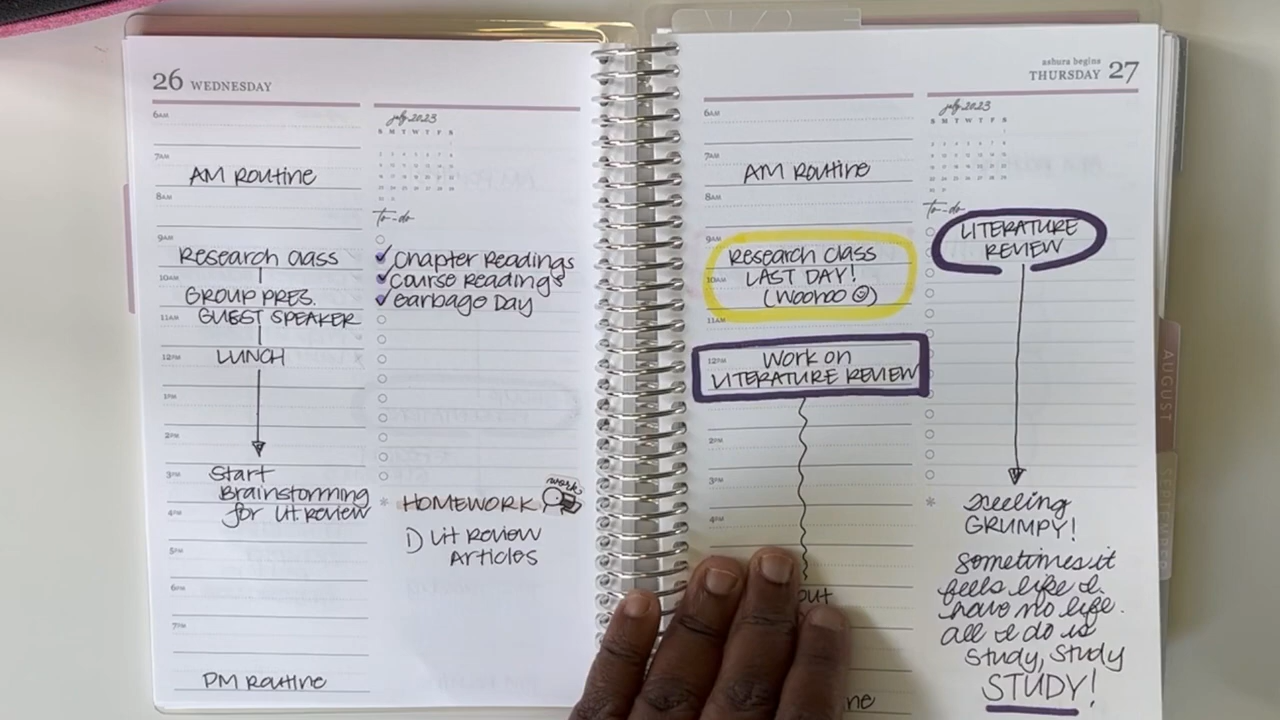 26 WEDNESDAY
6AM
7AM
AM Routine
8AM
9AM
Research Class
10AM
GROUP PRES.
GUEST SPEAKER
11AM
LUNCH
12PM
1PM
2PM
3PM
Start
Brainstorming
for Lit Review
4PM
5PM
6PM
7PM
PM Routine
july 2023
S M T W T F S
to-do
✓ Chapter Readings
✓ Course Readings
✓ Garbage Day
work
* HOMEWORK
1) Lit Review
Articles
ashura begins
THURSDAY 27
6AM
7AM
AM Routine
8AM
9AM
Research Class
10AM
LAST DAY!
(Woohoo ☺)
11AM
12PM
Work on
LITERATURE REVIEW
2PM
3PM
4PM
out
ne
july 2023
S M T W T F S
to-do
LITERATURE
REVIEW
*
Feeling
GRUMPY!
Sometimes it
feels like I
have no life.
all I do is
Study, Study
STUDY!
AUGUST
SEPTEMBER